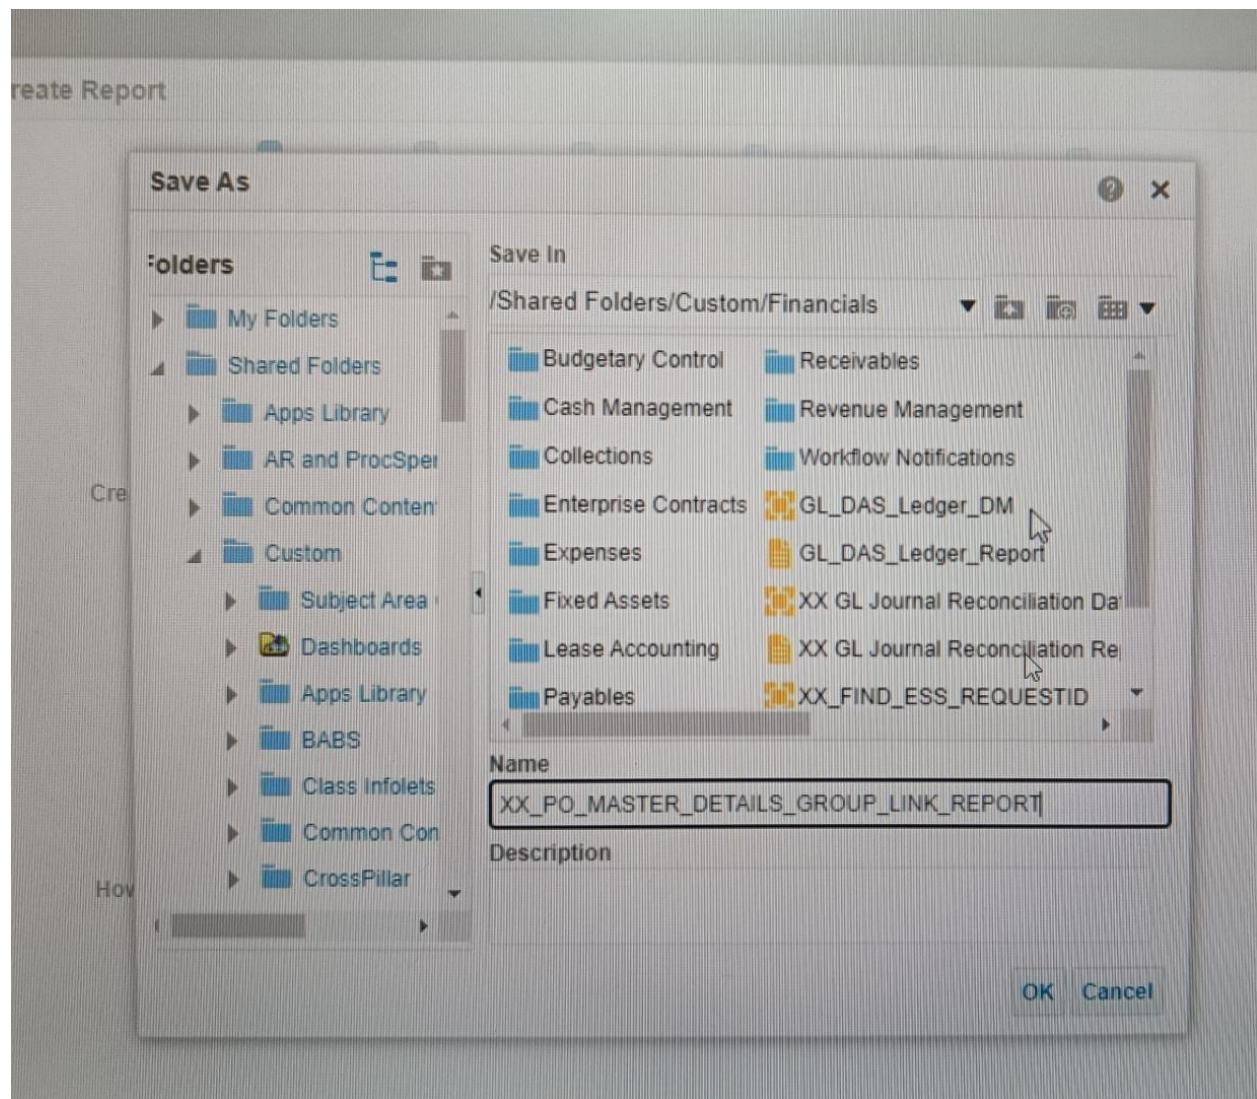 reate Report
Save As
Folders
My Folders
Shared Folders
Apps Library
AR and ProcSper
Common Conten
Custom
Subject Area
Dashboards
Apps Library
BABS
Class Infolets
Common Con
CrossPillar
Save In
/Shared Folders/Custom/Financials
Budgetary Control
Cash Management
Collections
Enterprise Contracts
Expenses
Fixed Assets
Lease Accounting
Payables
Receivables
Revenue Management
Workflow Notifications
GL_DAS_Ledger_DM
GL_DAS_Ledger_Report
XX GL Journal Reconciliation Da
XX GL Journal Reconciliation Re
XX_FIND_ESS_REQUESTID
Name
XX_PO_MASTER_DETAILS_GROUP_LINK_REPORT
Description
OK Cancel
Cre
How